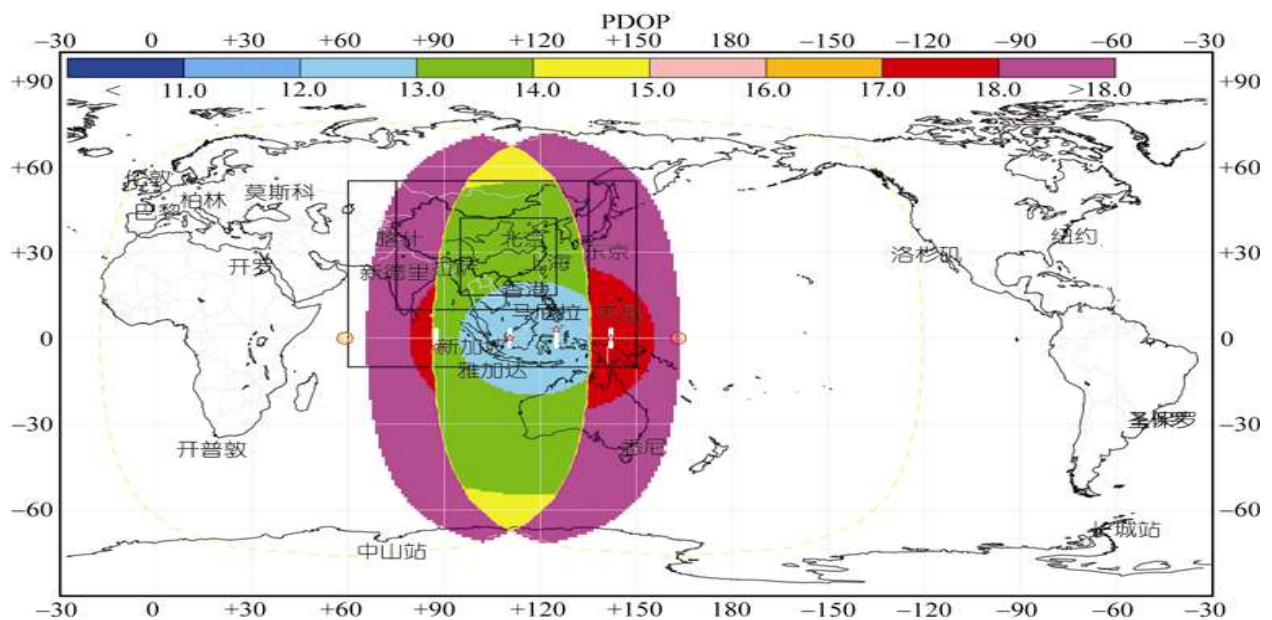 PDOP
−30 0 +30 +60 +90 +120 +150 180 −150 −120 −90 −60 −30
+90 < 11.0 12.0 13.0 14.0 15.0 16.0 17.0 18.0 >18.0 +90
+60 +60
伦敦
柏林
莫斯科
巴黎
喀什
北京
纽约
+30 +30
东京
洛杉矶
开罗
新德里
拉萨
上海
香港
马尼拉
0 0
新加坡
雅加达
−30 −30
圣保罗
开普敦
悉尼
−60 −60
长城站
中山站
−30 0 +30 +60 +90 +120 +150 180 −150 −120 −90 −60 −30